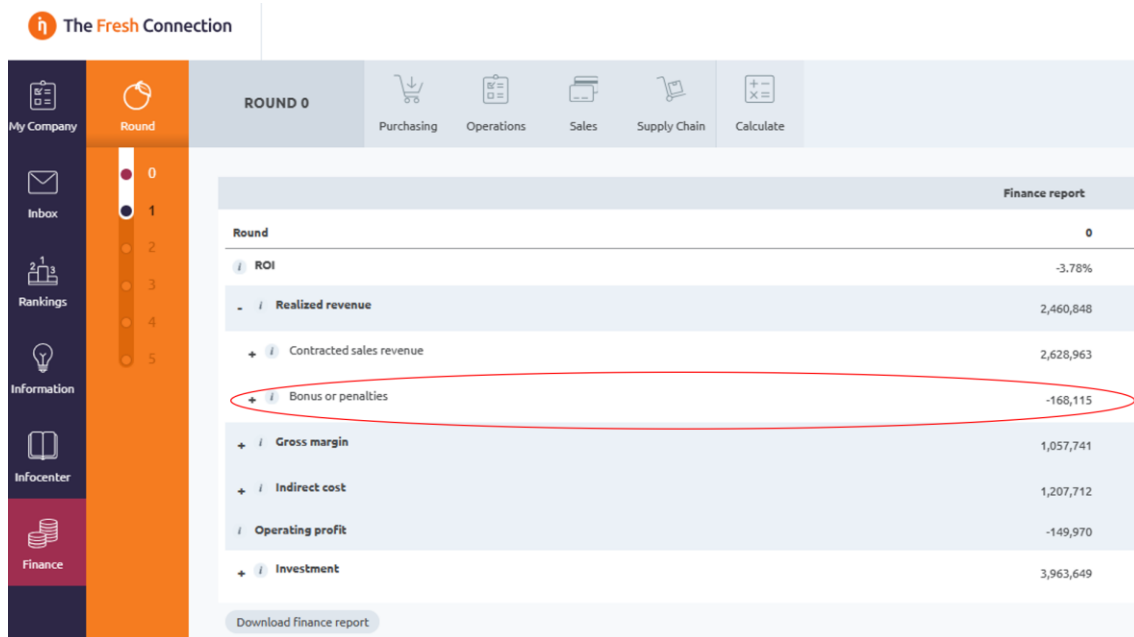 The Fresh Connection
My Company
Round
ROUND 0
Purchasing
Operations
Sales
Supply Chain
Calculate
Inbox
Rankings
Information
Infocenter
Finance
0
1
2
3
4
5
Finance report
Round 0
i ROI -3.78%
- i Realized revenue 2,460,848
+ i Contracted sales revenue 2,628,963
+ i Bonus or penalties -168,115
+ i Gross margin 1,057,741
+ i Indirect cost 1,207,712
i Operating profit -149,970
+ i Investment 3,963,649
Download finance report